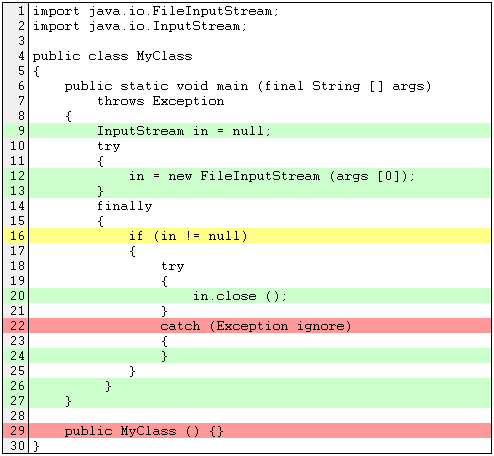 1 import java.io.FileInputStream;
2 import java.io.InputStream;
3
4 public class MyClass
5 {
6     public static void main (final String [] args)
7         throws Exception
8     {
9         InputStream in = null;
10         try
11         {
12             in = new FileInputStream (args [0]);
13         }
14         finally
15         {
16             if (in != null)
17             {
18                 try
19                 {
20                     in.close ();
21                 }
22                 catch (Exception ignore)
23                 {
24                 }
25             }
26          }
27     }
28
29     public MyClass () {}
30 }